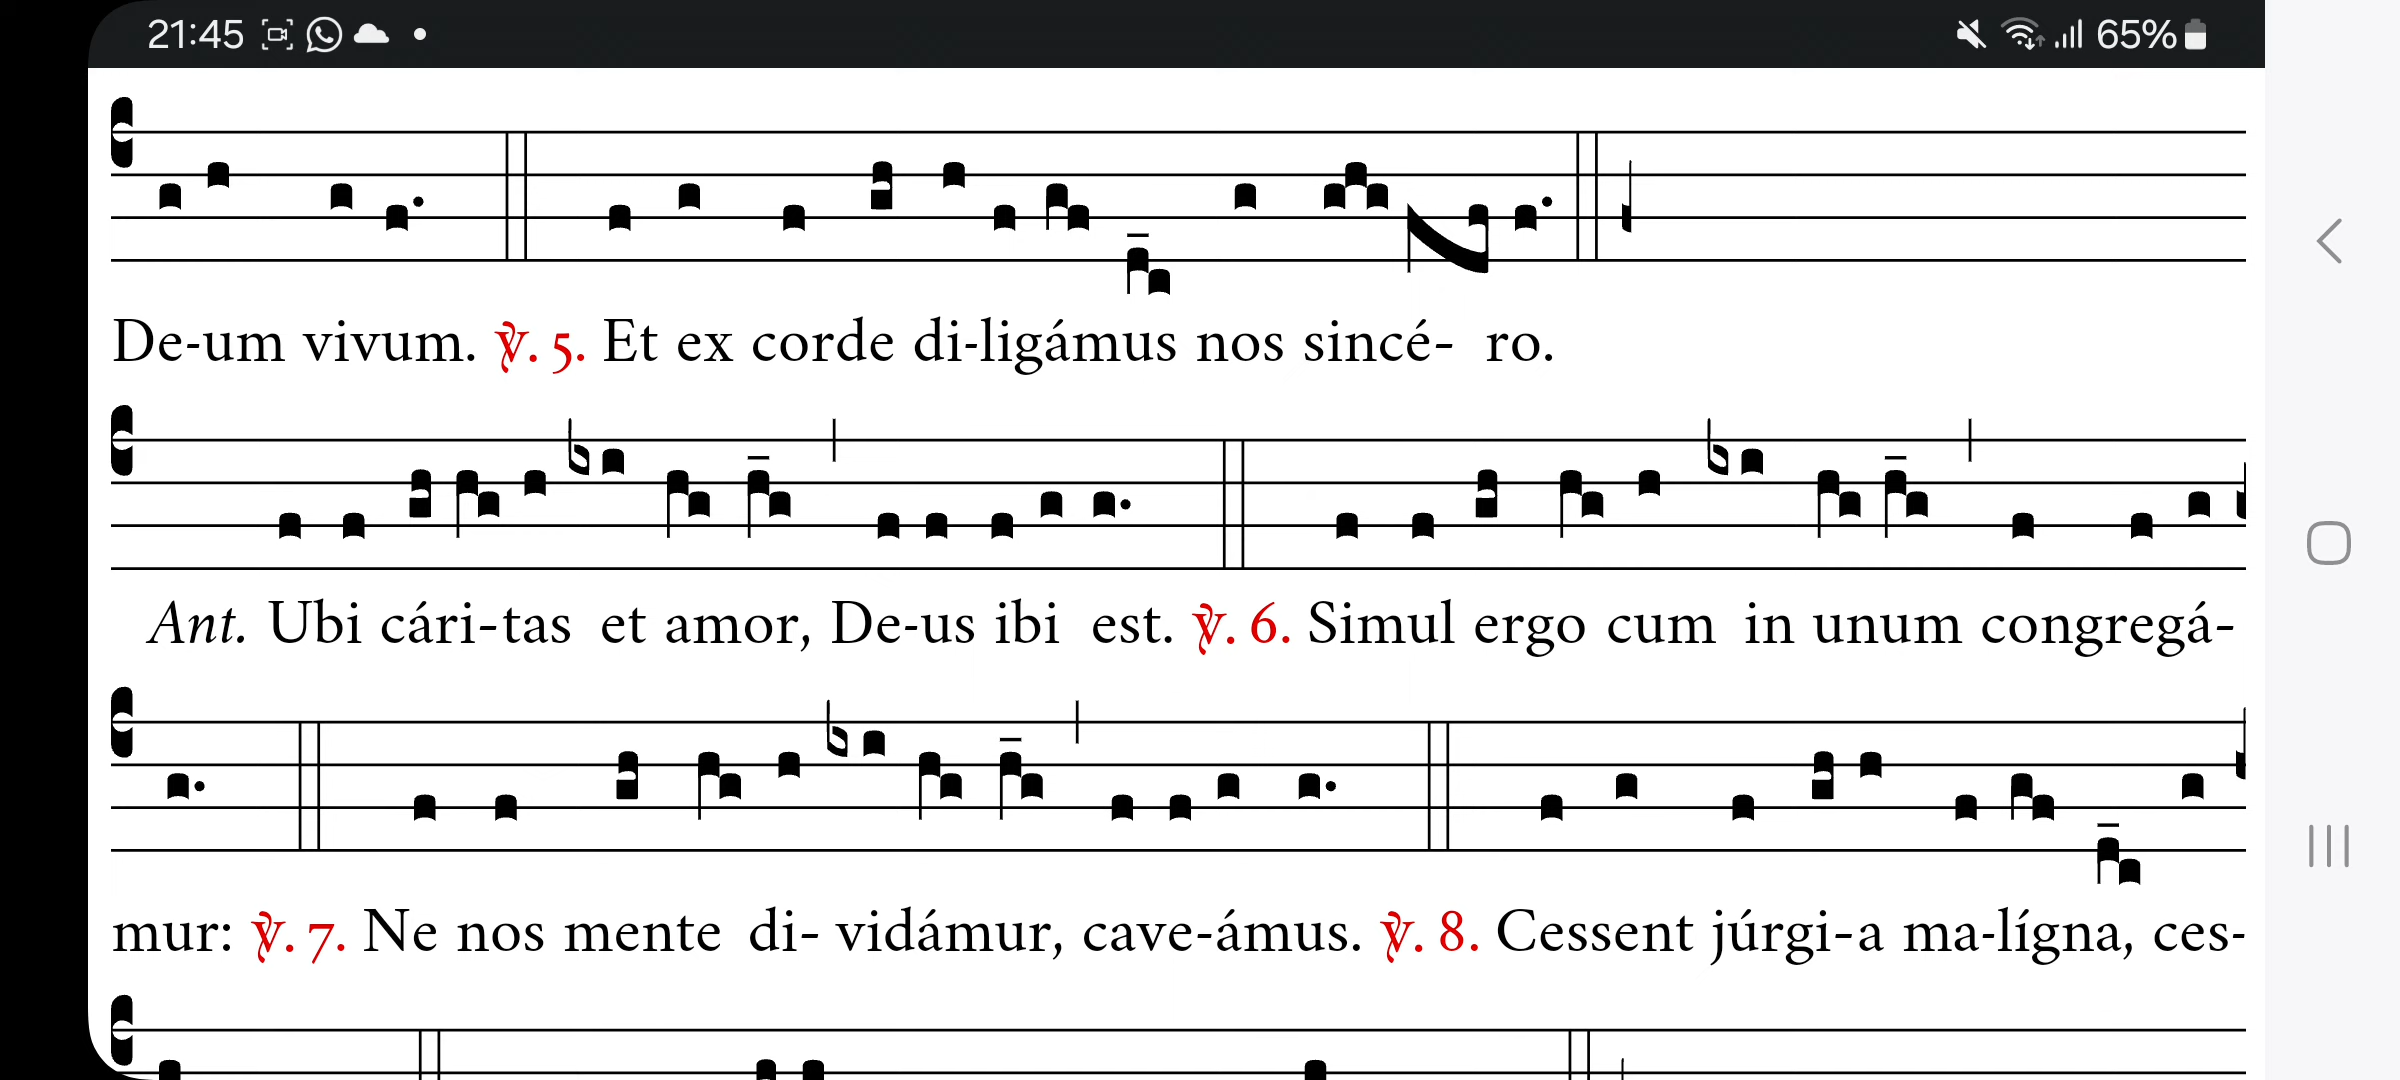 21:45 65%
De-um vivum. ℣. 5. Et ex corde di-ligámus nos sincé- ro.
Ant. Ubi cári-tas et amor, De-us ibi est. ℣. 6. Simul ergo cum in unum congregá-
mur: ℣. 7. Ne nos mente di- vidámur, cave-ámus. ℣. 8. Cessent júrgi-a ma-lígna, ces-